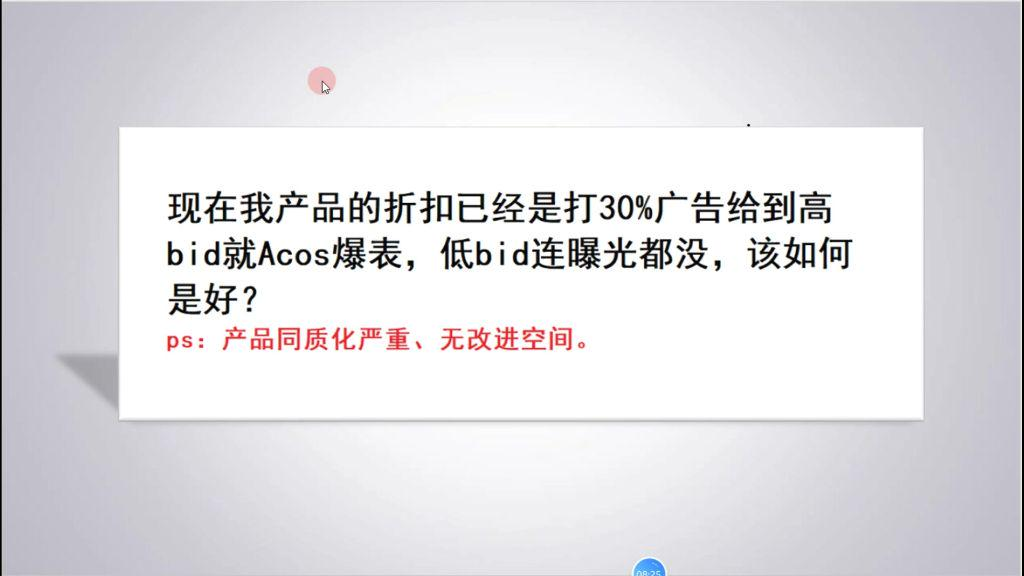 现在我产品的折扣已经是打30%广告给到高
bid就Acos爆表，低bid连曝光都没，该如何
是好？
ps：产品同质化严重、无改进空间。
08:25